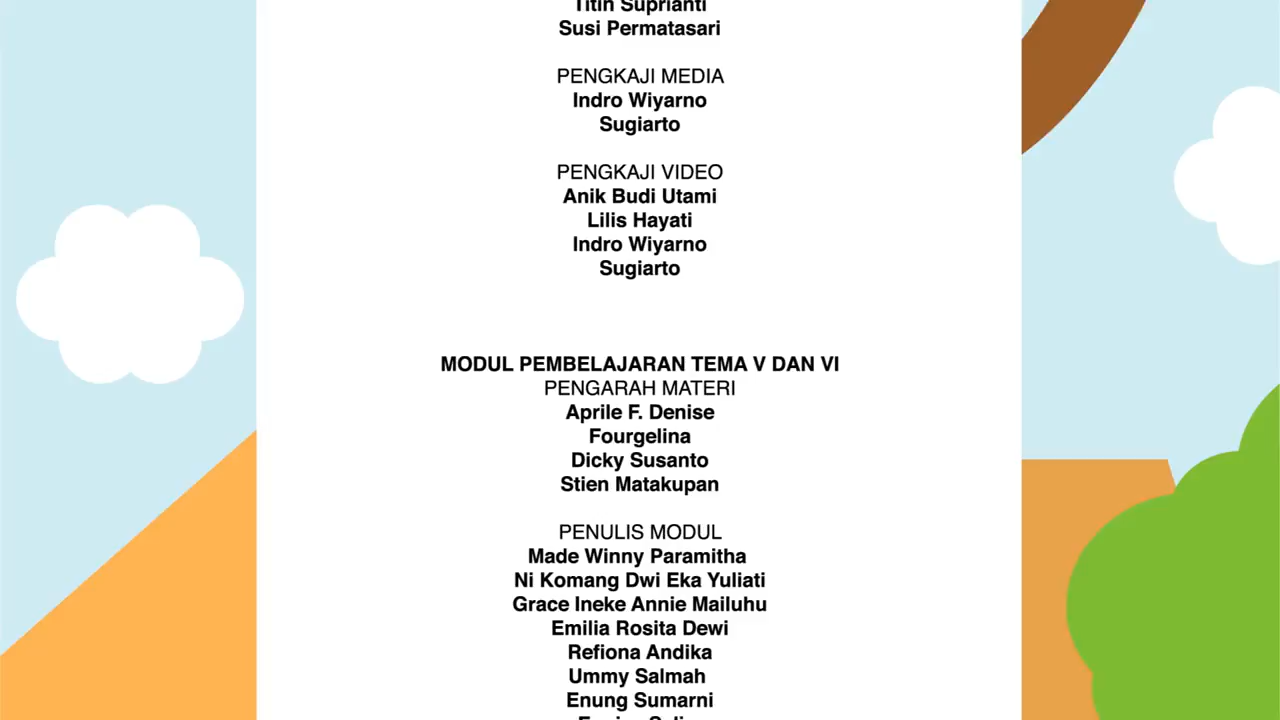 Titin Suprianti
Susi Permatasari
PENGKAJI MEDIA
Indro Wiyarno
Sugiarto
PENGKAJI VIDEO
Anik Budi Utami
Lilis Hayati
Indro Wiyarno
Sugiarto
MODUL PEMBELAJARAN TEMA V DAN VI
PENGARAH MATERI
Aprile F. Denise
Fourgelina
Dicky Susanto
Stien Matakupan
PENULIS MODUL
Made Winny Paramitha
Ni Komang Dwi Eka Yuliati
Grace Ineke Annie Mailuhu
Emilia Rosita Dewi
Refiona Andika
Ummy Salmah
Enung Sumarni